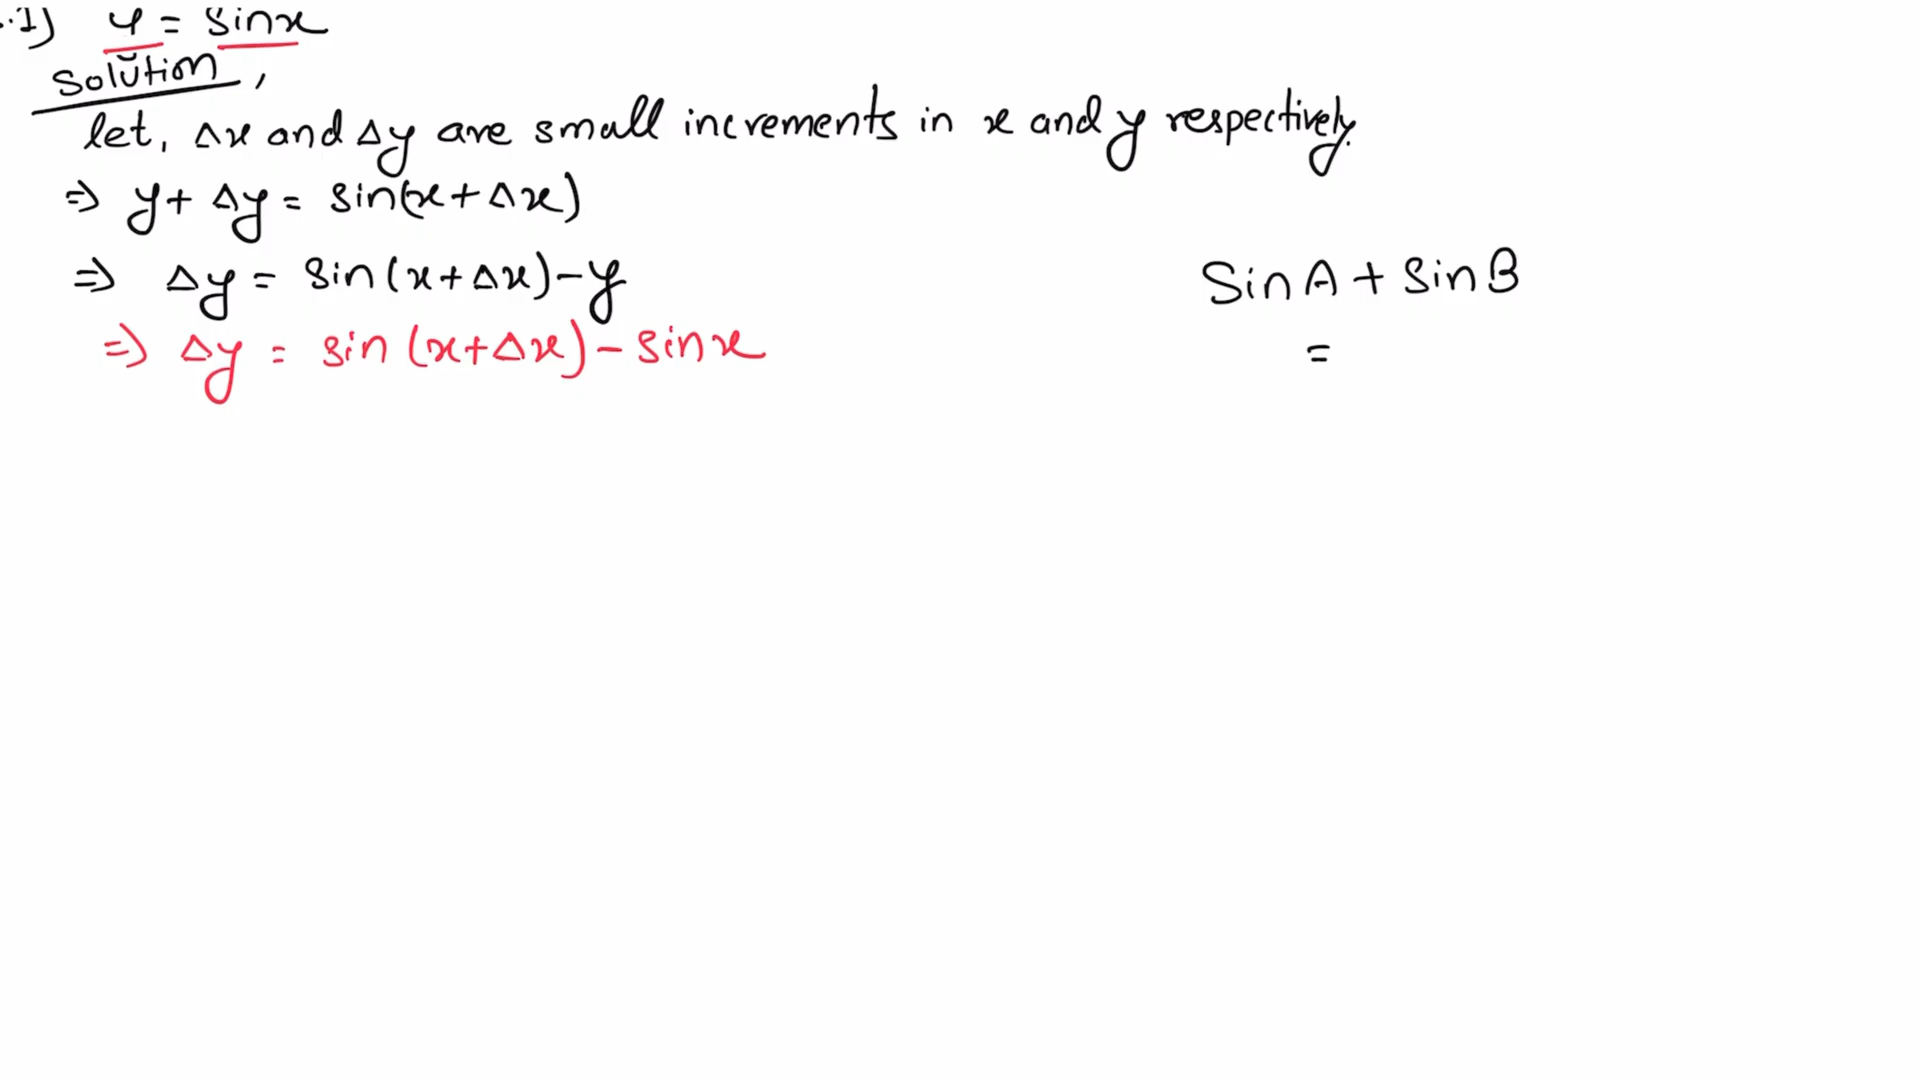 .1) y = sinx
Solution,
let, Δx and Δy are small increments in x and y respectively.
⇒ y + Δy = sin(x + Δx)
⇒ Δy = sin(x + Δx) - y
⇒ Δy = sin (x + Δx) - sinx
SinA + SinB
=